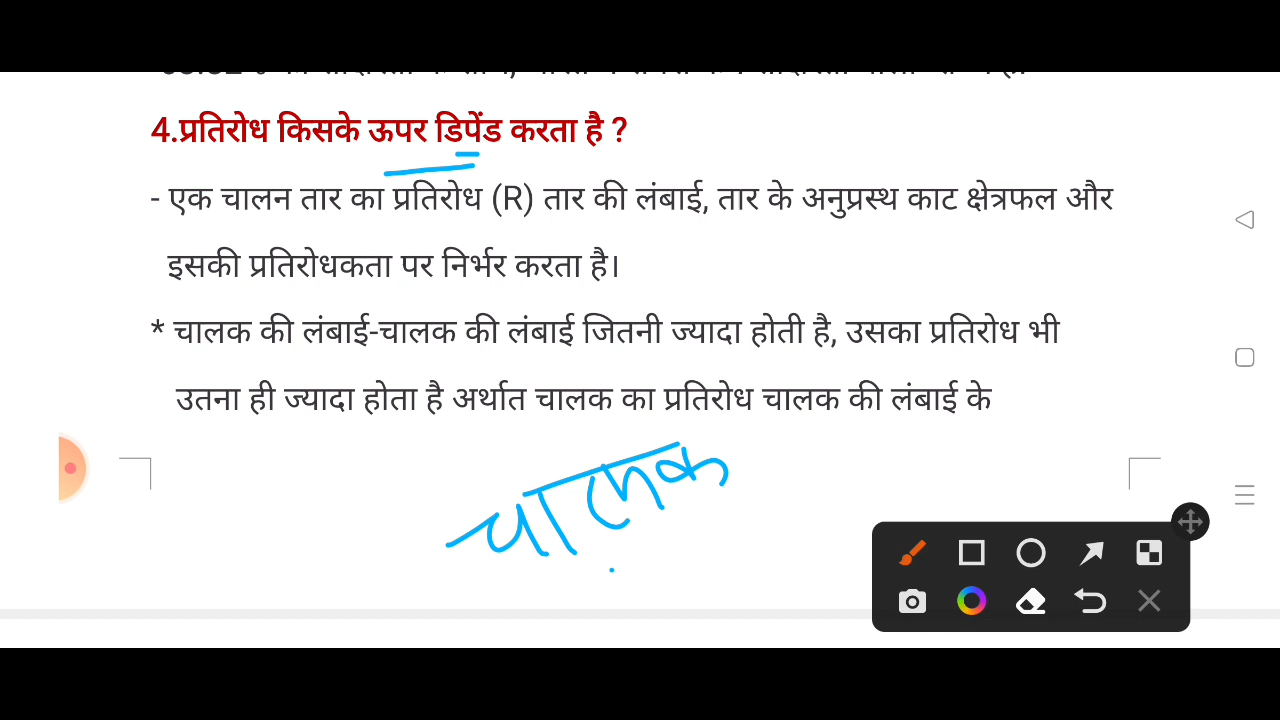 4.प्रतिरोध किसके ऊपर डिपेंड करता है ?
- एक चालन तार का प्रतिरोध (R) तार की लंबाई, तार के अनुप्रस्थ काट क्षेत्रफल और
इसकी प्रतिरोधकता पर निर्भर करता है।
* चालक की लंबाई-चालक की लंबाई जितनी ज्यादा होती है, उसका प्रतिरोध भी
उतना ही ज्यादा होता है अर्थात चालक का प्रतिरोध चालक की लंबाई के
चालक